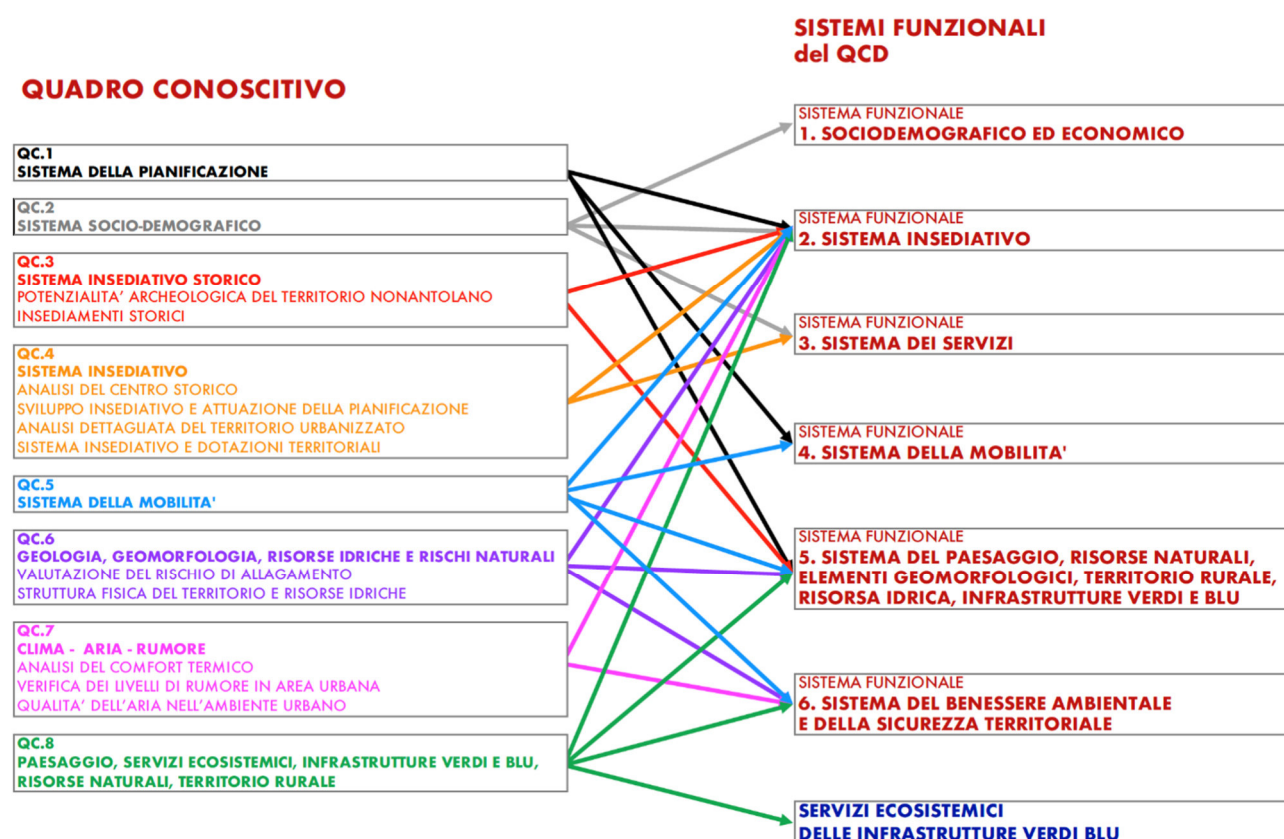 QUADRO CONOSCITIVO
QC.1
SISTEMA DELLA PIANIFICAZIONE
QC.2
SISTEMA SOCIO-DEMOGRAFICO
QC.3
SISTEMA INSEDIATIVO STORICO
POTENZIALITA' ARCHEOLOGICA DEL TERRITORIO NONANTOLANO
INSEDIAMENTI STORICI
QC.4
SISTEMA INSEDIATIVO
ANALISI DEL CENTRO STORICO
SVILUPPO INSEDIATIVO E ATTUAZIONE DELLA PIANIFICAZIONE
ANALISI DETTAGLIATA DEL TERRITORIO URBANIZZATO
SISTEMA INSEDIATIVO E DOTAZIONI TERRITORIALI
QC.5
SISTEMA DELLA MOBILITA'
QC.6
GEOLOGIA, GEOMORFOLOGIA, RISORSE IDRICHE E RISCHI NATURALI
VALUTAZIONE DEL RISCHIO DI ALLAGAMENTO
STRUTTURA FISICA DEL TERRITORIO E RISORSE IDRICHE
QC.7
CLIMA - ARIA - RUMORE
ANALISI DEL COMFORT TERMICO
VERIFICA DEI LIVELLI DI RUMORE IN AREA URBANA
QUALITA' DELL'ARIA NELL'AMBIENTE URBANO
QC.8
PAESAGGIO, SERVIZI ECOSISTEMICI, INFRASTRUTTURE VERDI E BLU,
RISORSE NATURALI, TERRITORIO RURALE
SISTEMI FUNZIONALI
del QCD
SISTEMA FUNZIONALE
1. SOCIODEMOGRAFICO ED ECONOMICO
SISTEMA FUNZIONALE
2. SISTEMA INSEDIATIVO
SISTEMA FUNZIONALE
3. SISTEMA DEI SERVIZI
SISTEMA FUNZIONALE
4. SISTEMA DELLA MOBILITA'
SISTEMA FUNZIONALE
5. SISTEMA DEL PAESAGGIO, RISORSE NATURALI,
ELEMENTI GEOMORFOLOGICI, TERRITORIO RURALE,
RISORSA IDRICA, INFRASTRUTTURE VERDI E BLU
SISTEMA FUNZIONALE
6. SISTEMA DEL BENESSERE AMBIENTALE
E DELLA SICUREZZA TERRITORIALE
SERVIZI ECOSISTEMICI
DELLE INFRASTRUTTURE VERDI BLU